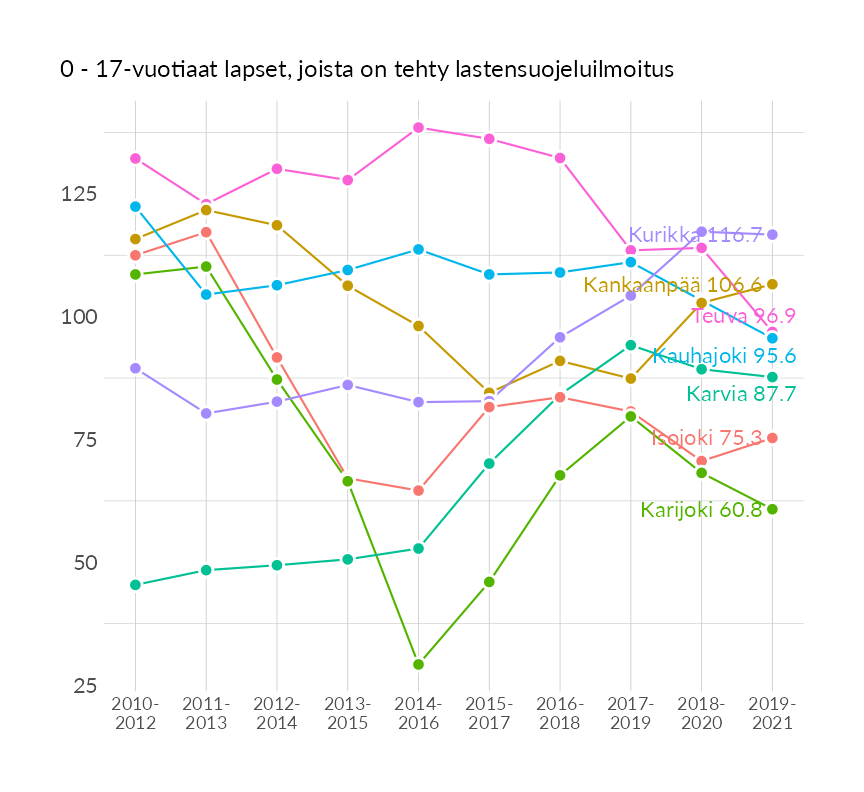 0 - 17-vuotiaat lapset, joista on tehty lastensuojeluilmoitus
125
100
75
50
25
Kurikka 116.7
Kankaanpää 106.6
Teuva 96.9
Kauhajoki 95.6
Karvia 87.7
Isojoki 75.3
Karijoki 60.8
2010-2012
2011-2013
2012-2014
2013-2015
2014-2016
2015-2017
2016-2018
2017-2019
2018-2020
2019-2021